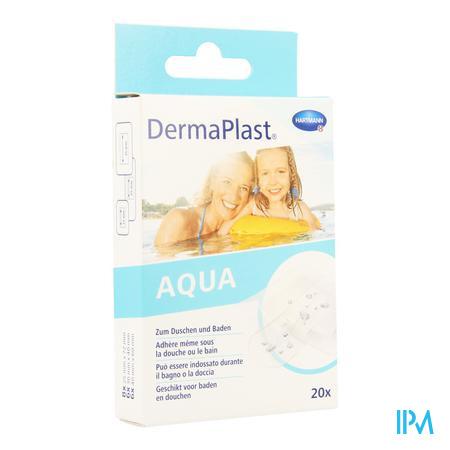 DermaPlast®
HARTMANN
AQUA
Zum Duschen und Baden
Adhère même sous
la douche ou le bain
Può essere indossato durante
il bagno o la doccia
Geschikt voor baden
en douchen
20x
IPM